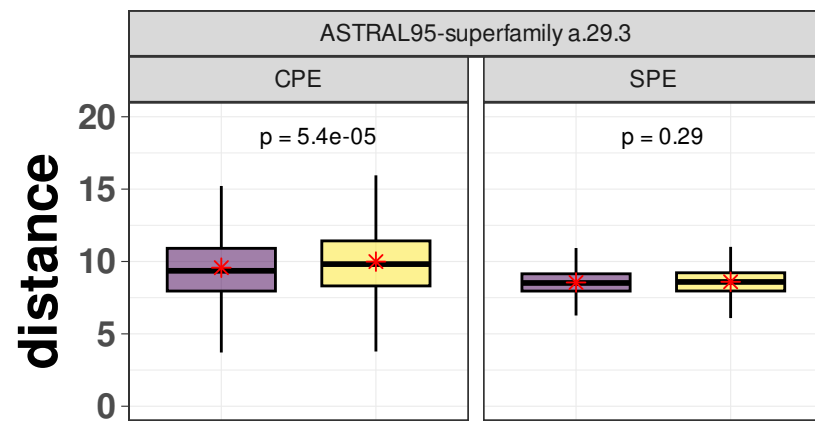 ASTRAL95-superfamily a.29.3
CPE
SPE
p = 5.4e-05
p = 0.29
distance
20
15
10
5
0